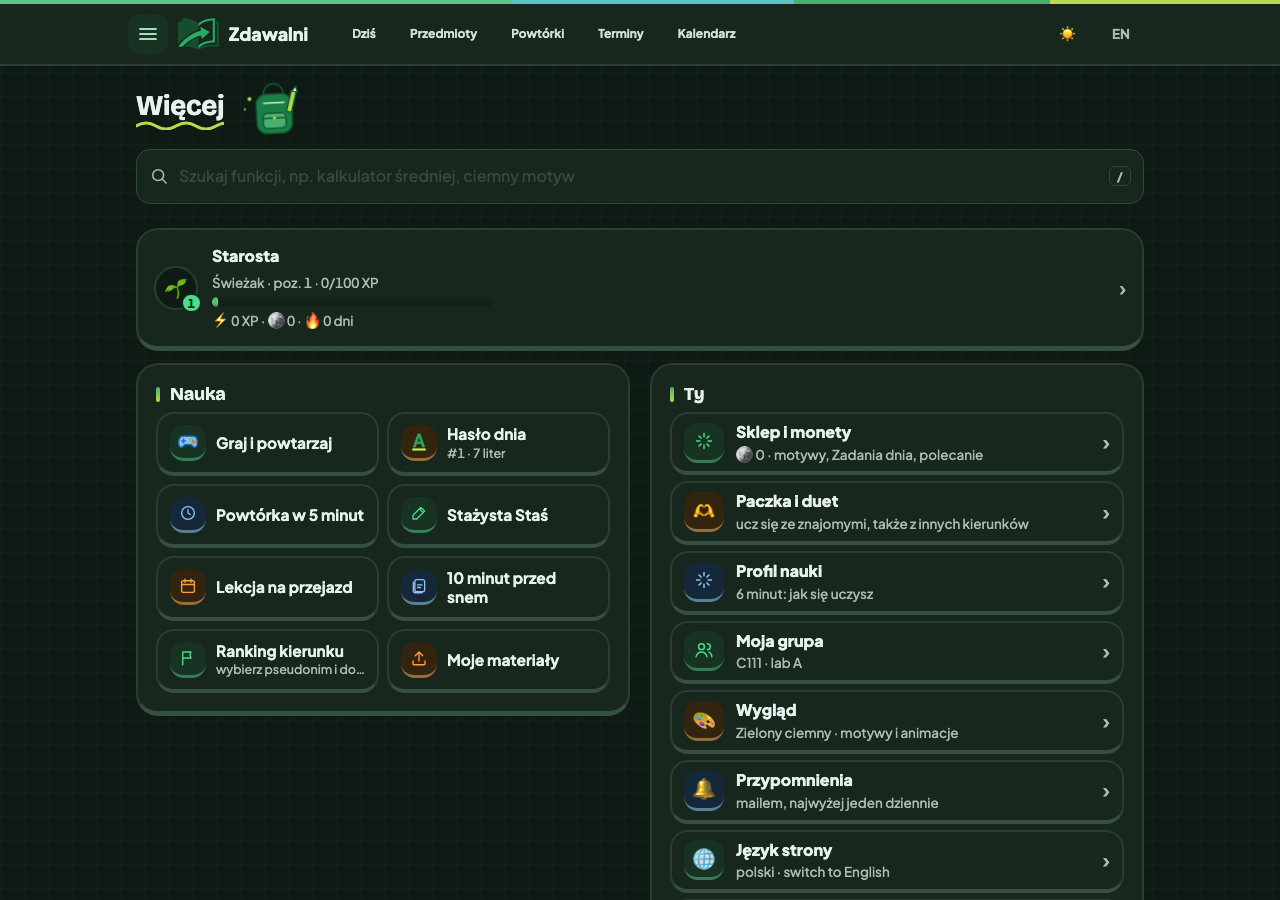 Zdawalni
Dziś
Przedmioty
Powtórki
Terminy
Kalendarz
EN
Więcej
Szukaj funkcji, np. kalkulator średniej, ciemny motyw
/
Starosta
Świeżak · poz. 1 · 0/100 XP
1
0 XP · 0 · 0 dni
Nauka
Graj i powtarzaj
Hasło dnia
#1 · 7 liter
Powtórka w 5 minut
Stażysta Staś
Lekcja na przejazd
10 minut przed
snem
Ranking kierunku
wybierz pseudonim i do…
Moje materiały
Ty
Sklep i monety
0 · motywy, Zadania dnia, polecanie
Paczka i duet
ucz się ze znajomymi, także z innych kierunków
Profil nauki
6 minut: jak się uczysz
Moja grupa
C111 · lab A
Wygląd
Zielony ciemny · motywy i animacje
Przypomnienia
mailem, najwyżej jeden dziennie
Język strony
polski · switch to English